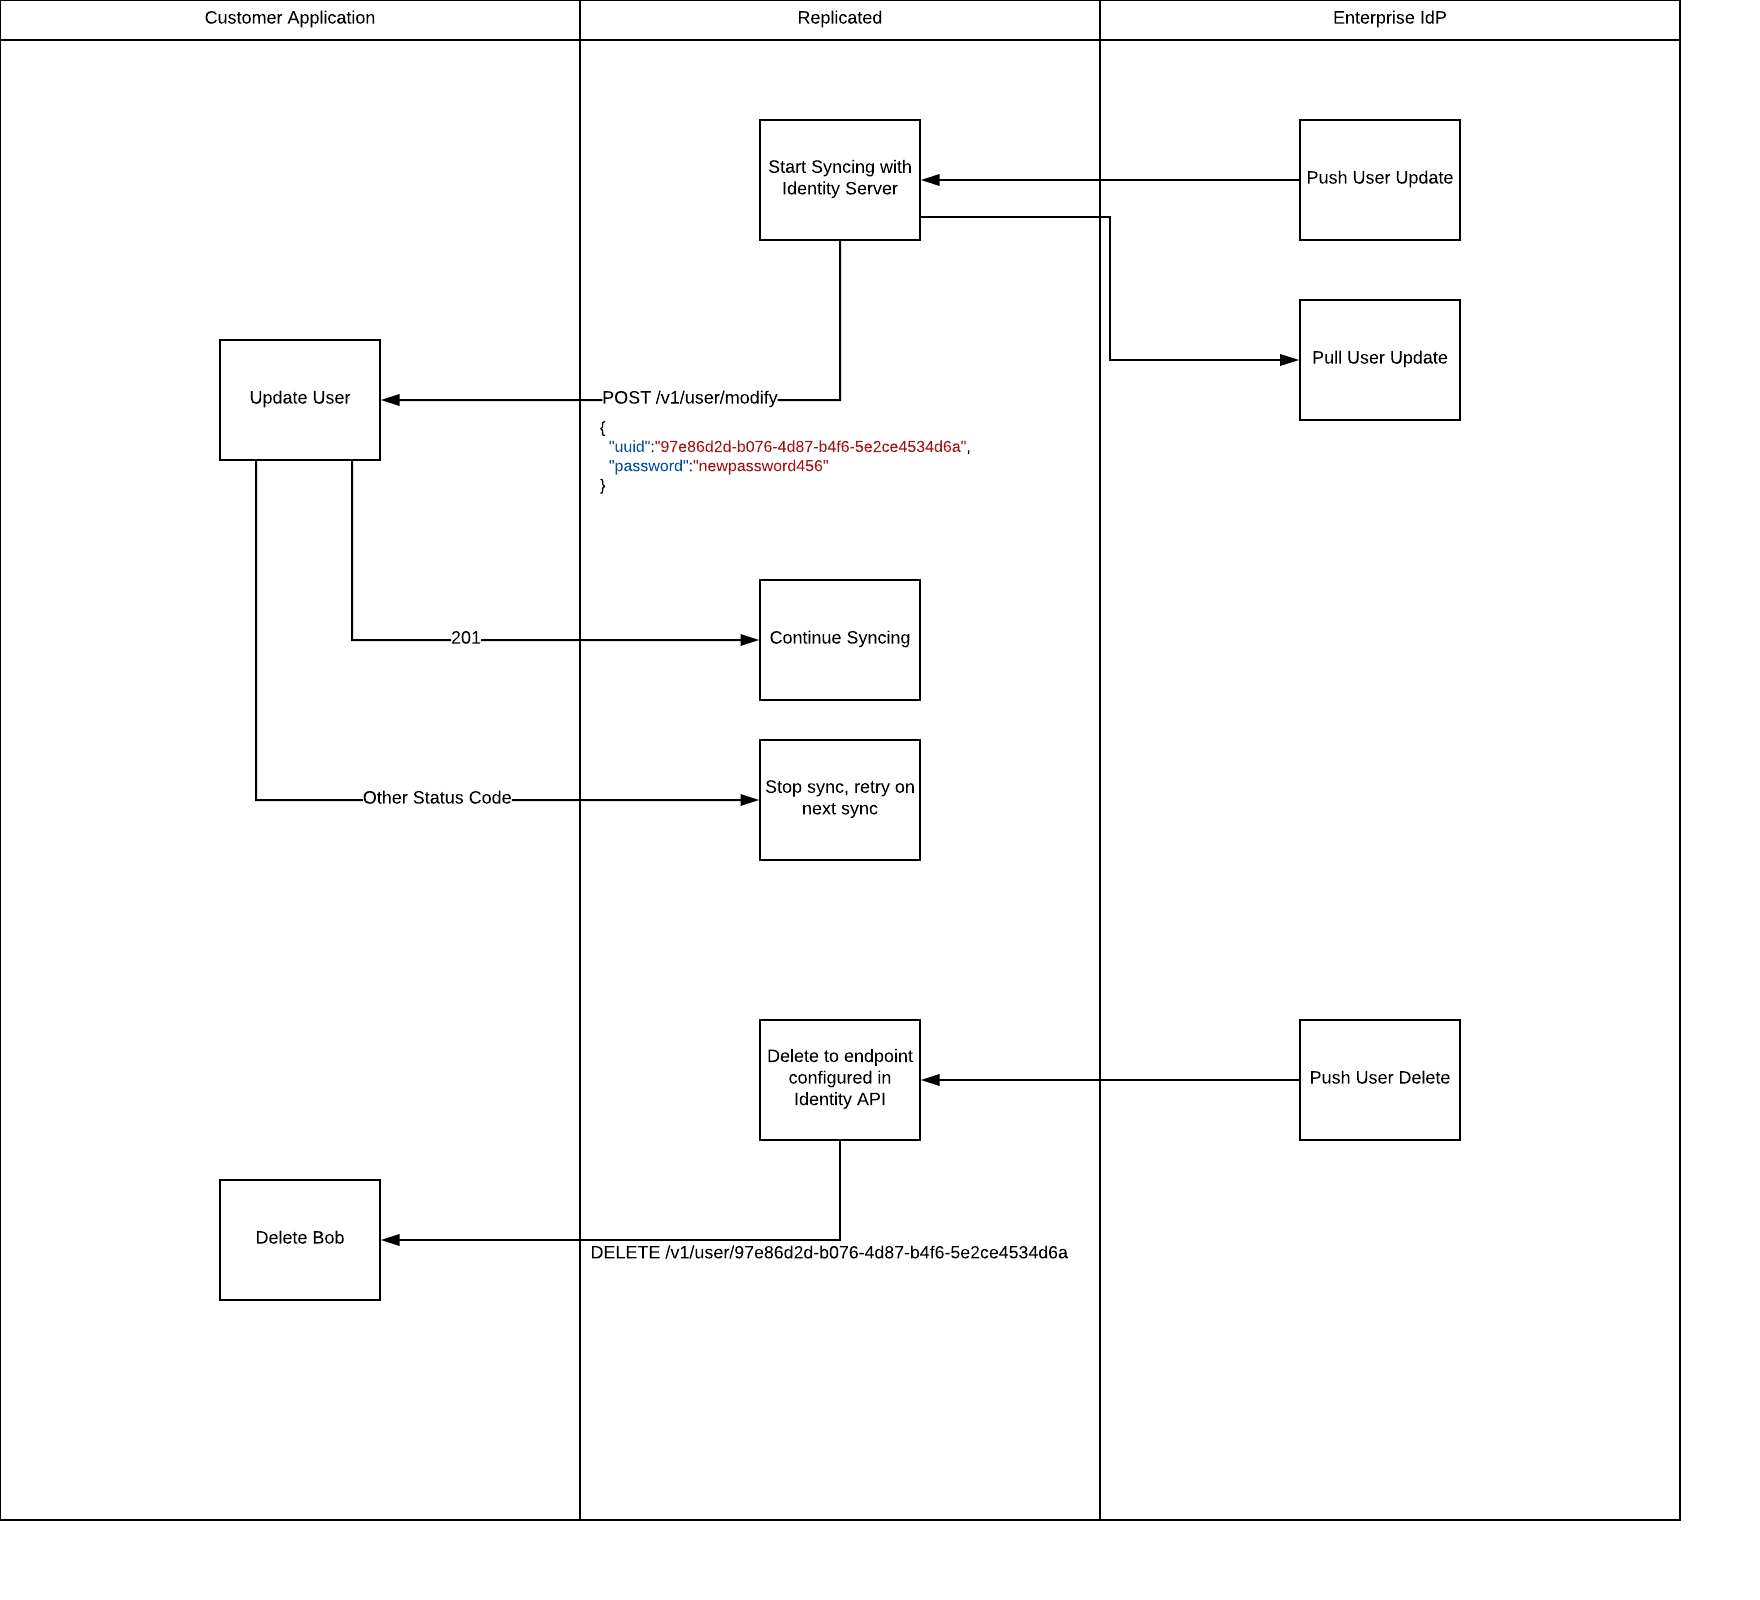 Customer Application
Replicated
Enterprise IdP
Start Syncing with
Identity Server
Push User Update
Pull User Update
Update User
POST /v1/user/modify
{
"uuid":"97e86d2d-b076-4d87-b4f6-5e2ce4534d6a",
"password":"newpassword456"
}
201
Continue Syncing
Other Status Code
Stop sync, retry on
next sync
Delete to endpoint
configured in
Identity API
Push User Delete
Delete Bob
DELETE /v1/user/97e86d2d-b076-4d87-b4f6-5e2ce4534d6a